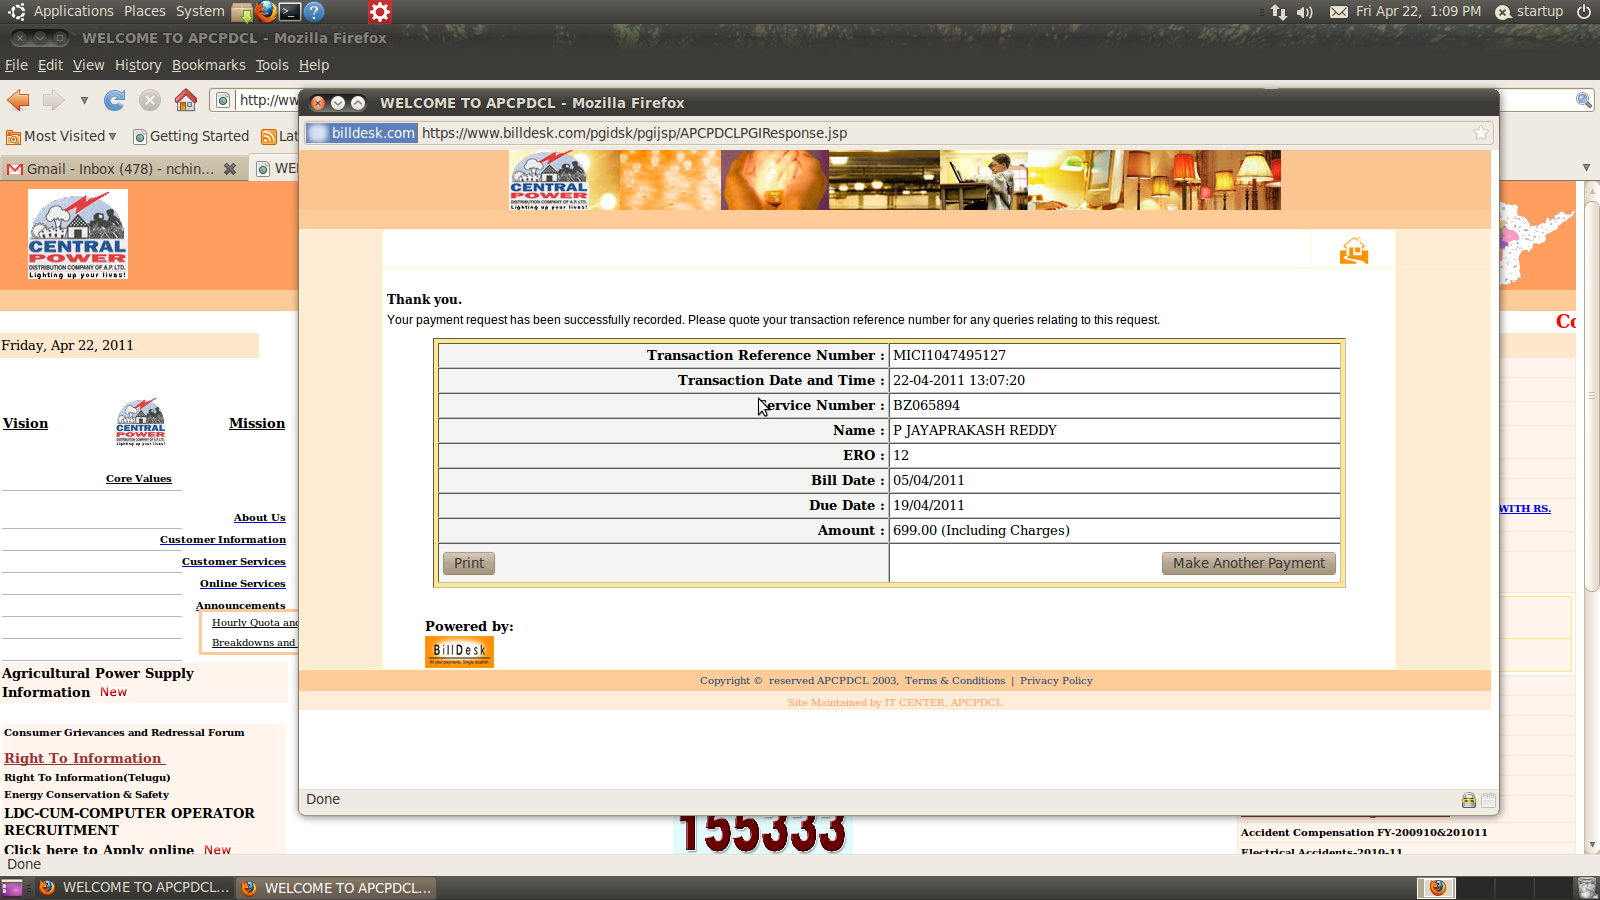 Applications Places System
Fri Apr 22, 1:09 PM startup
WELCOME TO APCPDCL - Mozilla Firefox
File Edit View History Bookmarks Tools Help
http://ww
Most Visited Getting Started Lat
Gmail - Inbox (478) - nchin... WE
CENTRAL
POWER
DISTRIBUTION COMPANY OF A.P. LTD.
Lighting up your lives!
Friday, Apr 22, 2011
Vision
CENTRAL
POWER
Mission
Core Values
About Us
Customer Information
Customer Services
Online Services
Announcements
Hourly Quota and
Breakdowns and
Agricultural Power Supply
Information New
Consumer Grievances and Redressal Forum
Right To Information
Right To Information(Telugu)
Energy Conservation & Safety
LDC-CUM-COMPUTER OPERATOR
RECRUITMENT
Click here to Apply online New
WELCOME TO APCPDCL - Mozilla Firefox
billdesk.com https://www.billdesk.com/pgidsk/pgijsp/APCPDCLPGIResponse.jsp
CENTRAL
POWER
DISTRIBUTION COMPANY OF A.P. LTD.
Lighting up your lives!
Thank you.
Your payment request has been successfully recorded. Please quote your transaction reference number for any queries relating to this request.
Transaction Reference Number : MICI1047495127
Transaction Date and Time : 22-04-2011 13:07:20
Service Number : BZ065894
Name : P JAYAPRAKASH REDDY
ERO : 12
Bill Date : 05/04/2011
Due Date : 19/04/2011
Amount : 699.00 (Including Charges)
Print Make Another Payment
Powered by:
BillDesk
All your payments. Single location.
Copyright © reserved APCPDCL 2003, Terms & Conditions | Privacy Policy
Site Maintained by IT CENTER, APCPDCL
Done
Co
WITH RS.
155333
Accident Compensation FY-200910&201011
Electrical Accidents-2010-11
Done
WELCOME TO APCPDCL... WELCOME TO APCPDCL...